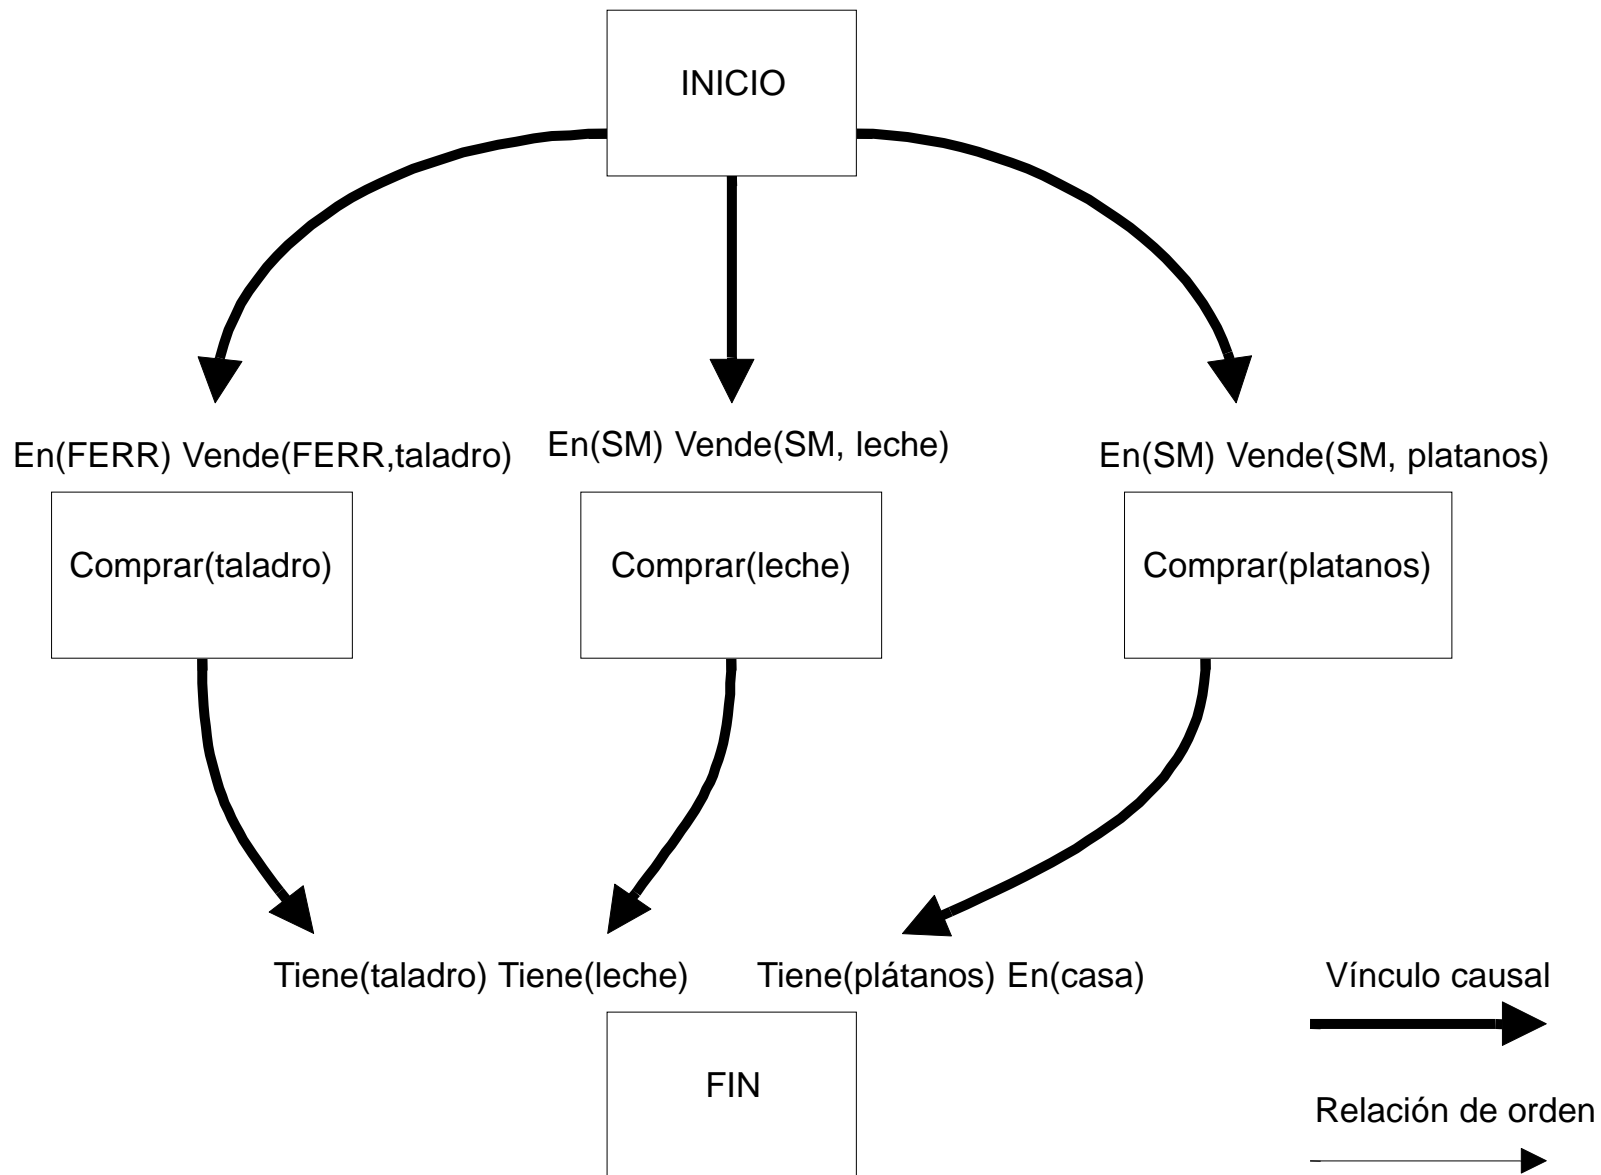 INICIO
En(FERR) Vende(FERR,taladro)
En(SM) Vende(SM, leche)
En(SM) Vende(SM, platanos)
Comprar(taladro)
Comprar(leche)
Comprar(platanos)
Tiene(taladro) Tiene(leche)
Tiene(plátanos) En(casa)
FIN
Vínculo causal
Relación de orden